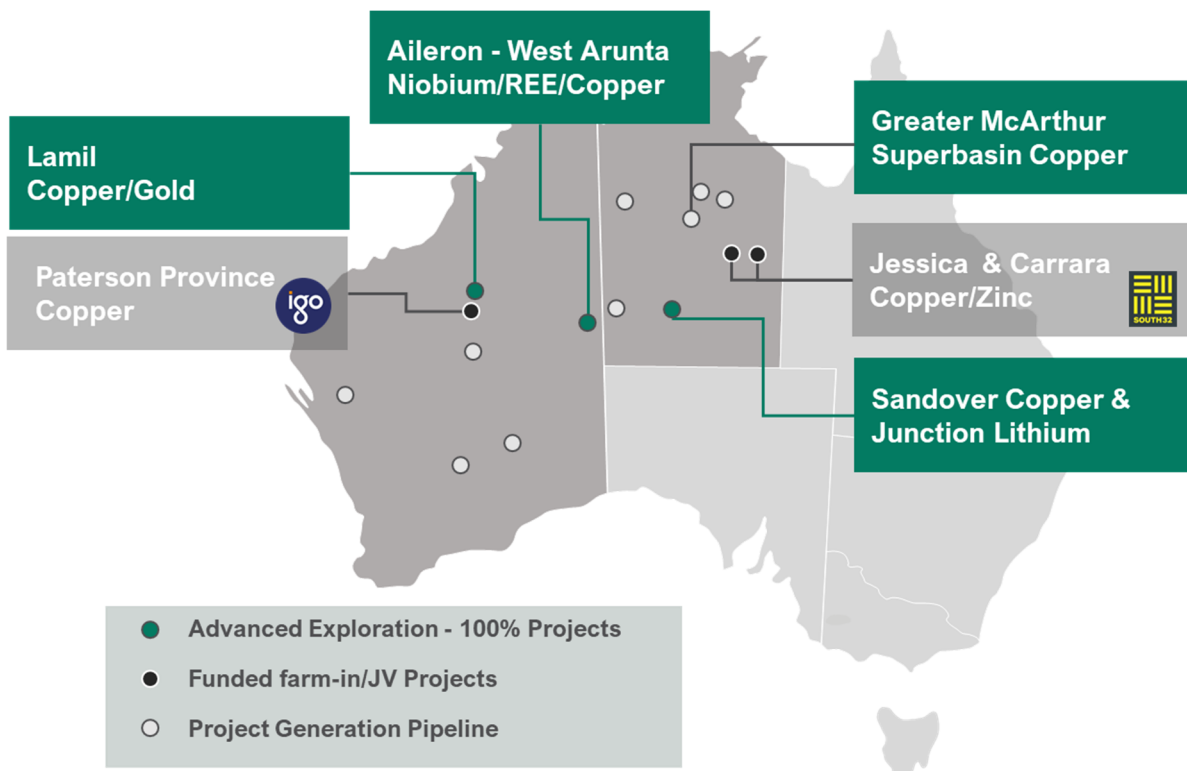 Aileron - West Arunta
Niobium/REE/Copper
Greater McArthur
Superbasin Copper
Lamil
Copper/Gold
Paterson Province
Copper
igo
Jessica & Carrara
Copper/Zinc
SOUTH32
Sandover Copper &
Junction Lithium
Advanced Exploration - 100% Projects
Funded farm-in/JV Projects
Project Generation Pipeline